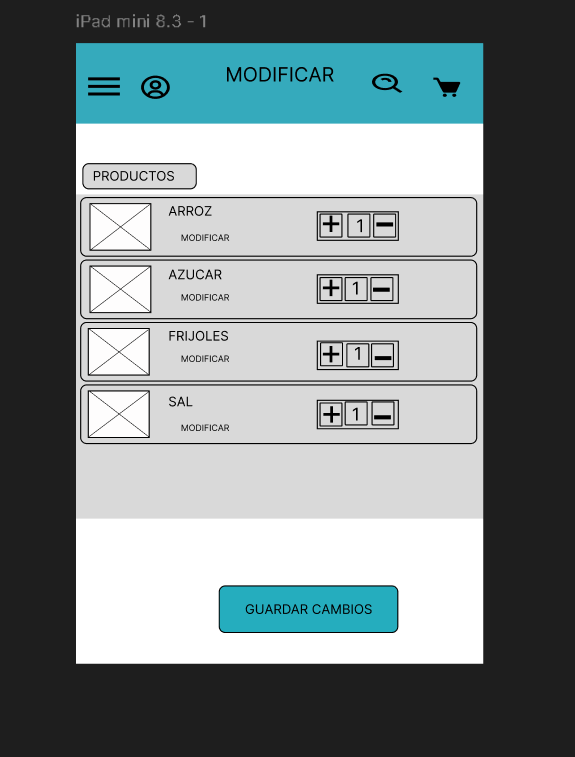 iPad mini 8.3 - 1
MODIFICAR
PRODUCTOS
ARROZ
MODIFICAR
+ 1 −
AZUCAR
MODIFICAR
+ 1 −
FRIJOLES
MODIFICAR
+ 1 −
SAL
MODIFICAR
+ 1 −
GUARDAR CAMBIOS